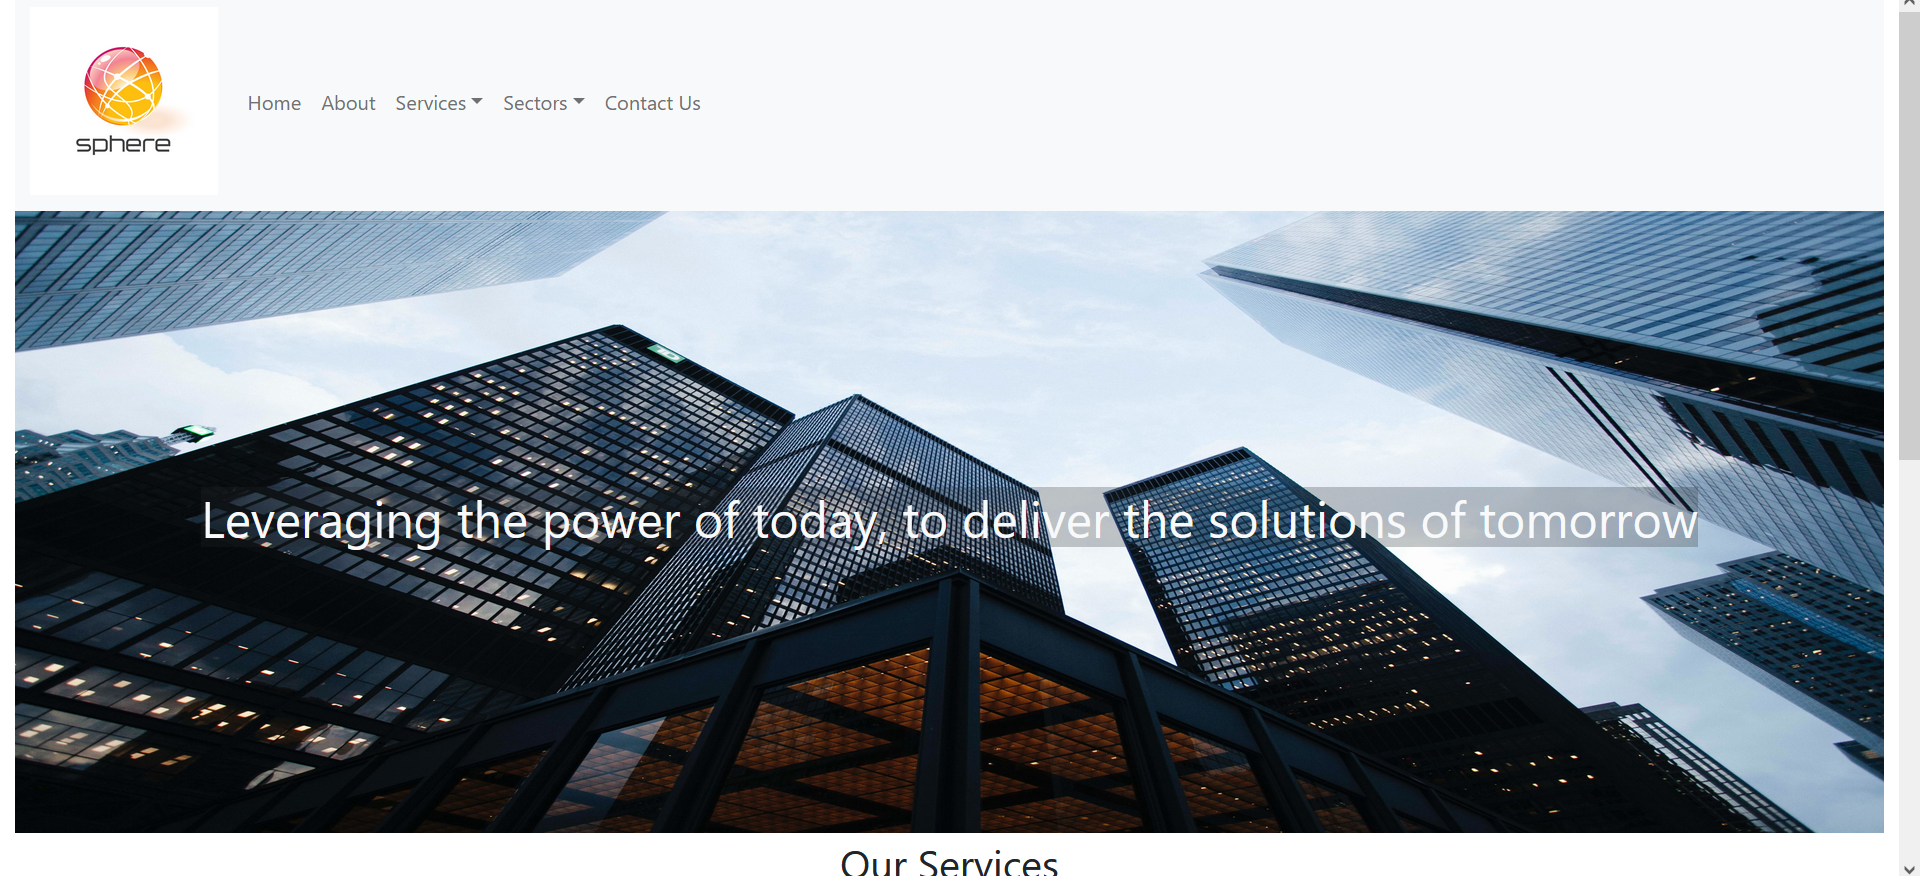 sphere
Home About Services Sectors Contact Us
TD
Leveraging the power of today, to deliver the solutions of tomorrow
Our Services